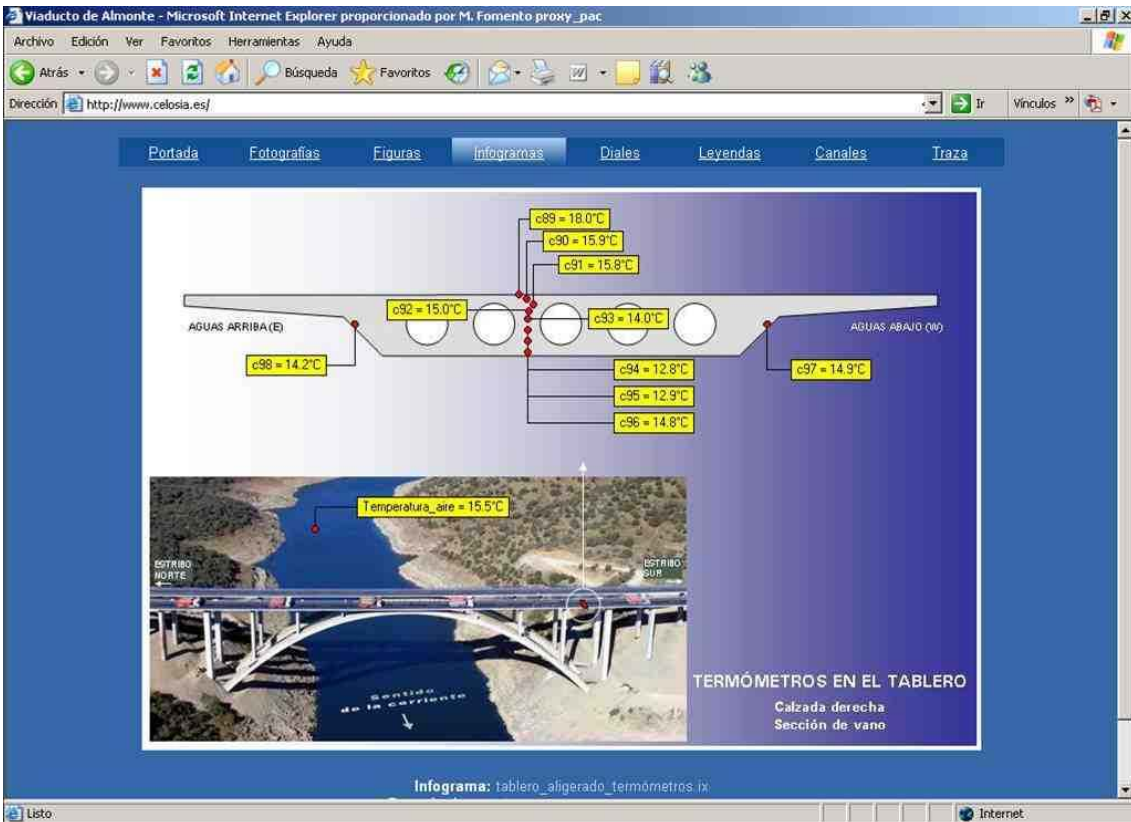 Viaducto de Almonte - Microsoft Internet Explorer proporcionado por M. Fomento proxy_pac
Archivo Edición Ver Favoritos Herramientas Ayuda
Atrás Búsqueda Favoritos
Dirección http://www.celosia.es/ Ir Vínculos »
Portada Fotografías Figuras Infogramas Diales Leyendas Canales Traza
c89 = 18.0°C
c90 = 15.9°C
c91 = 15.8°C
c92 = 15.0°C
c93 = 14.0°C
AGUAS ARRIBA (E)
AGUAS ABAJO (W)
c98 = 14.2°C
c94 = 12.8°C
c97 = 14.9°C
c95 = 12.9°C
c96 = 14.8°C
Temperatura_aire = 15.5°C
ESTRIBO
NORTE
ESTRIBO
SUR
Sentido
de la corriente
TERMÓMETROS EN EL TABLERO
Calzada derecha
Sección de vano
Infograma: tablero_aligerado_termómetros.ix
Listo Internet